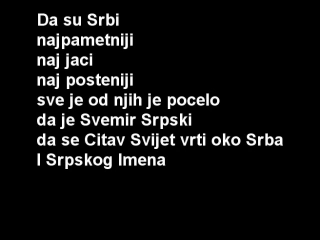 Da su Srbi
najpametniji
naj jaci
naj posteniji
sve je od njih je pocelo
da je Svemir Srpski
da se Citav Svijet vrti oko Srba
I Srpskog Imena